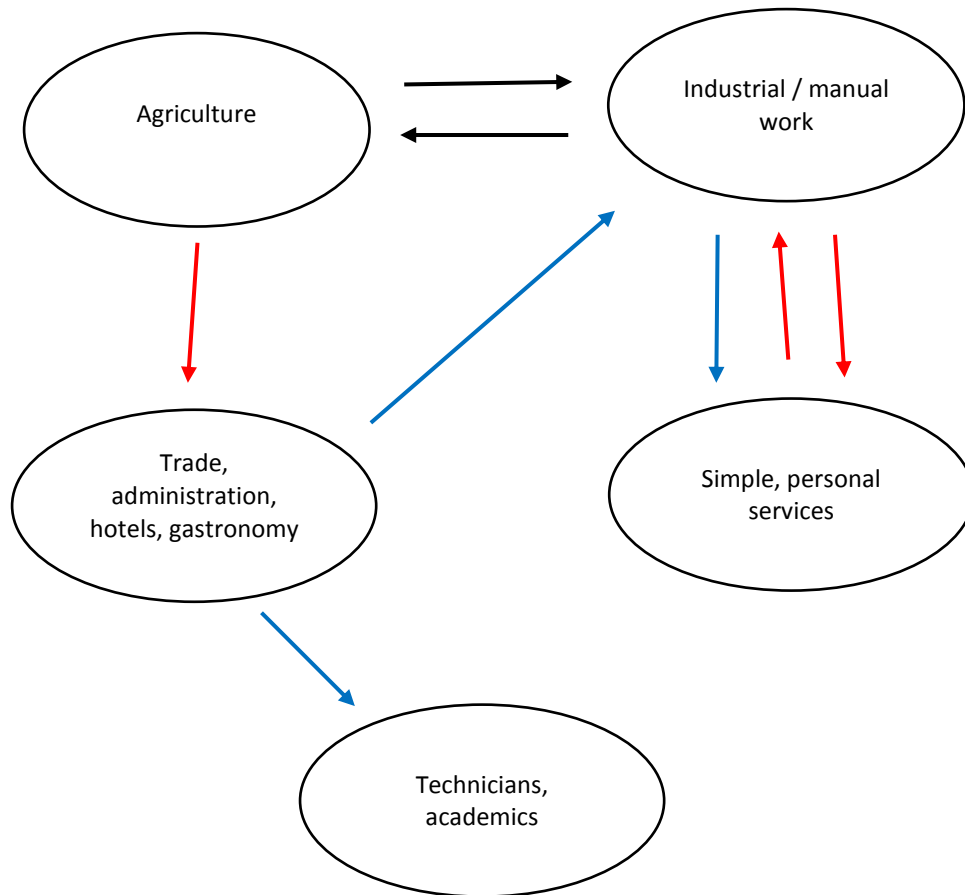 Agriculture
Industrial / manual
work
Trade,
administration,
hotels, gastronomy
Simple, personal
services
Technicians,
academics